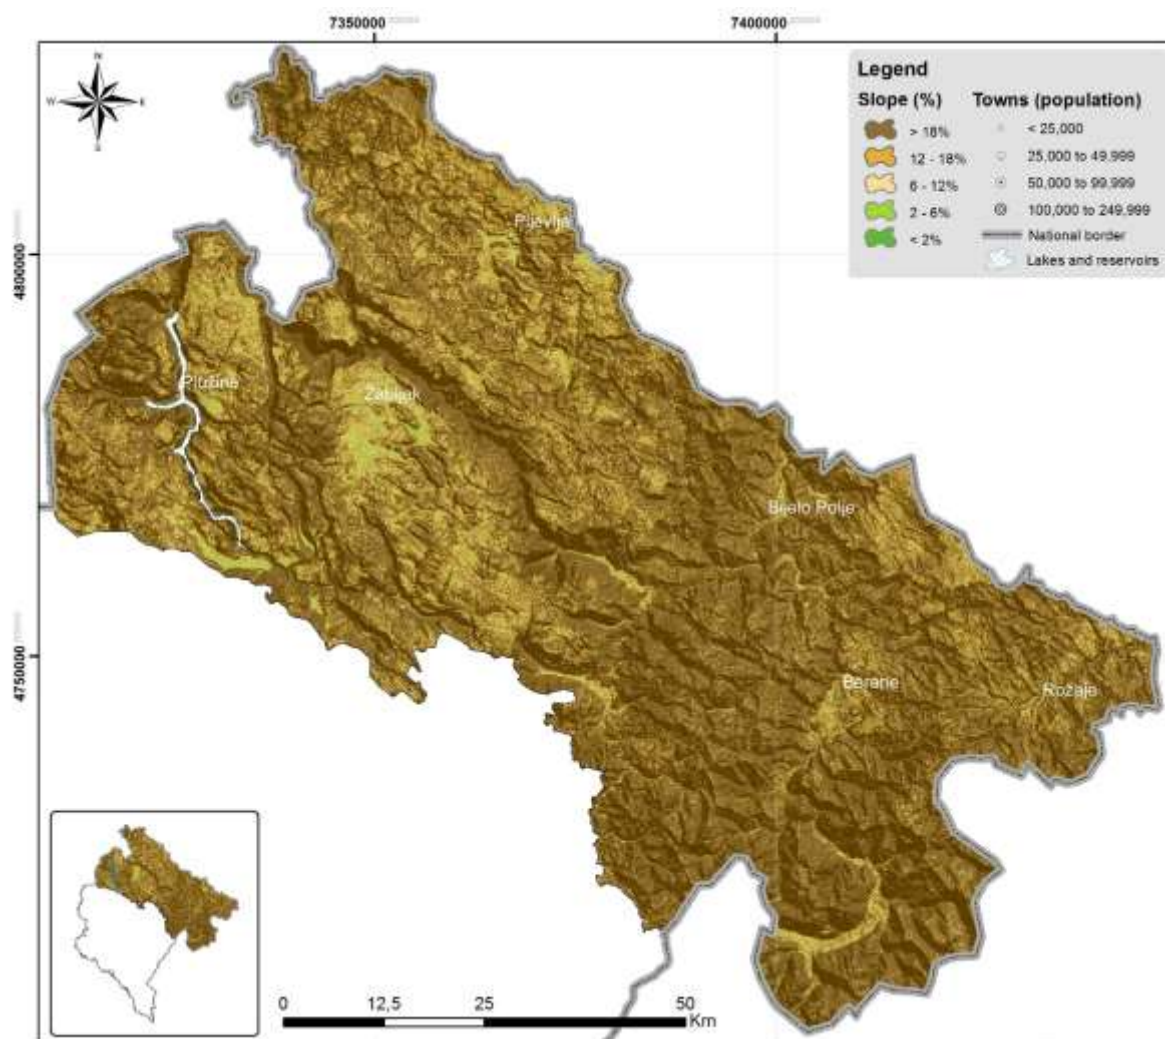 7350000
7400000
N
W
E
S
4800000
4750000
Legend
Slope (%)
Towns (population)
> 18%
< 25,000
12 - 18%
25,000 to 49,999
6 - 12%
50,000 to 99,999
2 - 6%
100,000 to 249,999
< 2%
National border
Lakes and reservoirs
Pljevlja
Plužine
Žabljak
Bijelo Polje
Berane
Rožaje
0
12,5
25
50
Km